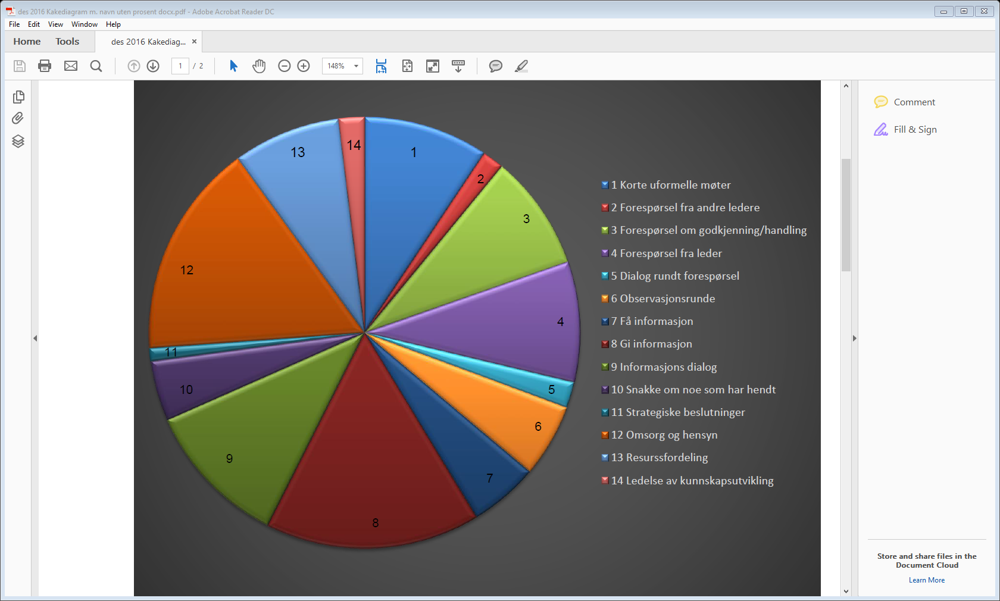 des 2016 Kakediagram m. navn uten prosent docx.pdf - Adobe Acrobat Reader DC
File Edit View Window Help
Home Tools des 2016 Kakediag... ×
1 / 2 148%
Comment
Fill & Sign
14
13
1
2
3
12
4
11
5
10
6
9
7
8
1 Korte uformelle møter
2 Forespørsel fra andre ledere
3 Forespørsel om godkjenning/handling
4 Forespørsel fra leder
5 Dialog rundt forespørsel
6 Observasjonsrunde
7 Få informasjon
8 Gi informasjon
9 Informasjons dialog
10 Snakke om noe som har hendt
11 Strategiske beslutninger
12 Omsorg og hensyn
13 Resurssfordeling
14 Ledelse av kunnskapsutvikling
Store and share files in the
Document Cloud
Learn More